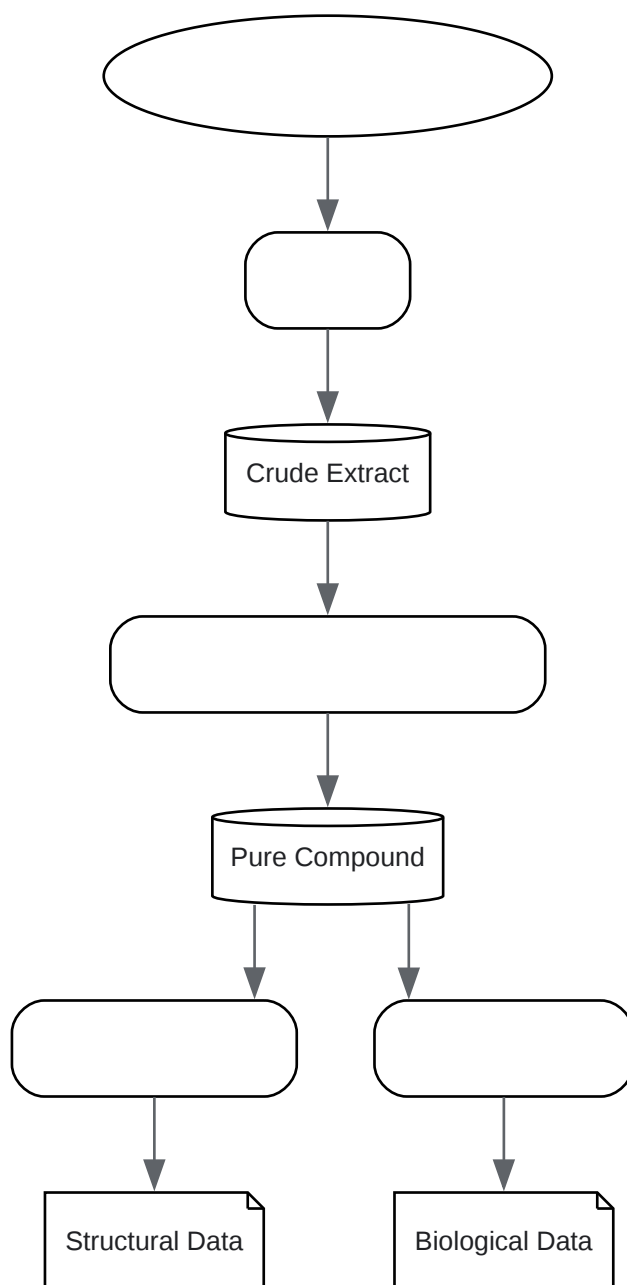 Crude Extract
Pure Compound
Structural Data
Biological Data